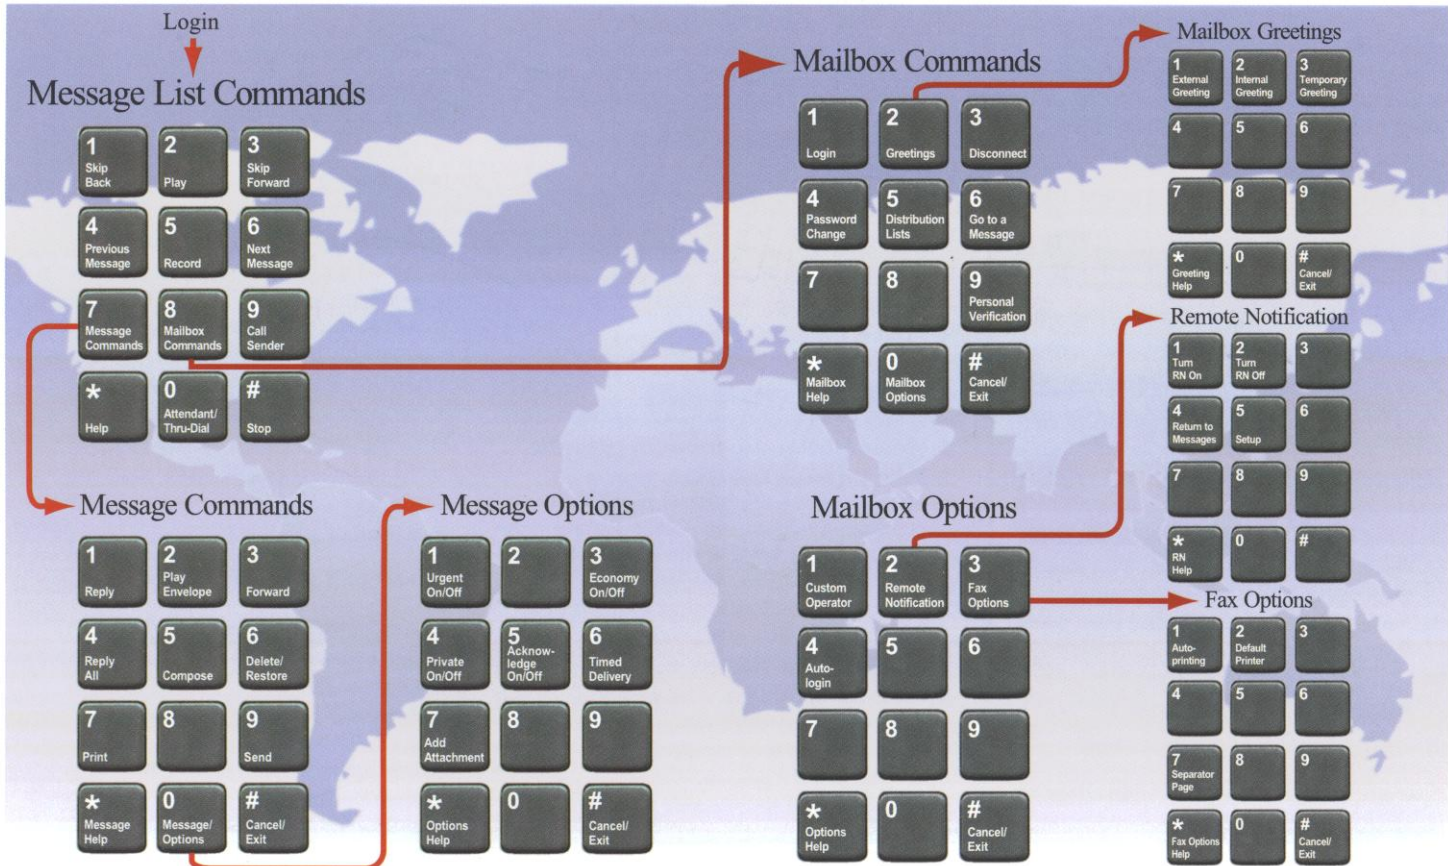 Login
Message List Commands
1
Skip
Back
2
Play
3
Skip
Forward
4
Previous
Message
5
Record
6
Next
Message
7
Message
Commands
8
Mailbox
Commands
9
Call
Sender
*
Help
0
Attendant/
Thru-Dial
#
Stop
Message Commands
1
Reply
2
Play
Envelope
3
Forward
4
Reply
All
5
Compose
6
Delete/
Restore
7
Print
8
9
Send
*
Message
Help
0
Message/
Options
#
Cancel/
Exit
Message Options
1
Urgent
On/Off
2
3
Economy
On/Off
4
Private
On/Off
5
Acknow-
ledge
On/Off
6
Timed
Delivery
7
Add
Attachment
8
9
*
Options
Help
0
#
Cancel/
Exit
Mailbox Commands
1
Login
2
Greetings
3
Disconnect
4
Password
Change
5
Distribution
Lists
6
Go to a
Message
7
8
9
Personal
Verification
*
Mailbox
Help
0
Mailbox
Options
#
Cancel/
Exit
Mailbox Options
1
Custom
Operator
2
Remote
Notification
3
Fax
Options
4
Auto-
login
5
6
7
8
9
*
Options
Help
0
#
Cancel/
Exit
Mailbox Greetings
1
External
Greeting
2
Internal
Greeting
3
Temporary
Greeting
4
5
6
7
8
9
*
Greeting
Help
0
#
Cancel/
Exit
Remote Notification
1
Turn
RN On
2
Turn
RN Off
3
4
Return to
Messages
5
Setup
6
7
8
9
*
RN
Help
0
#
Fax Options
1
Auto-
printing
2
Default
Printer
3
4
5
6
7
Separator
Page
8
9
*
Fax Options
Help
0
#
Cancel/
Exit